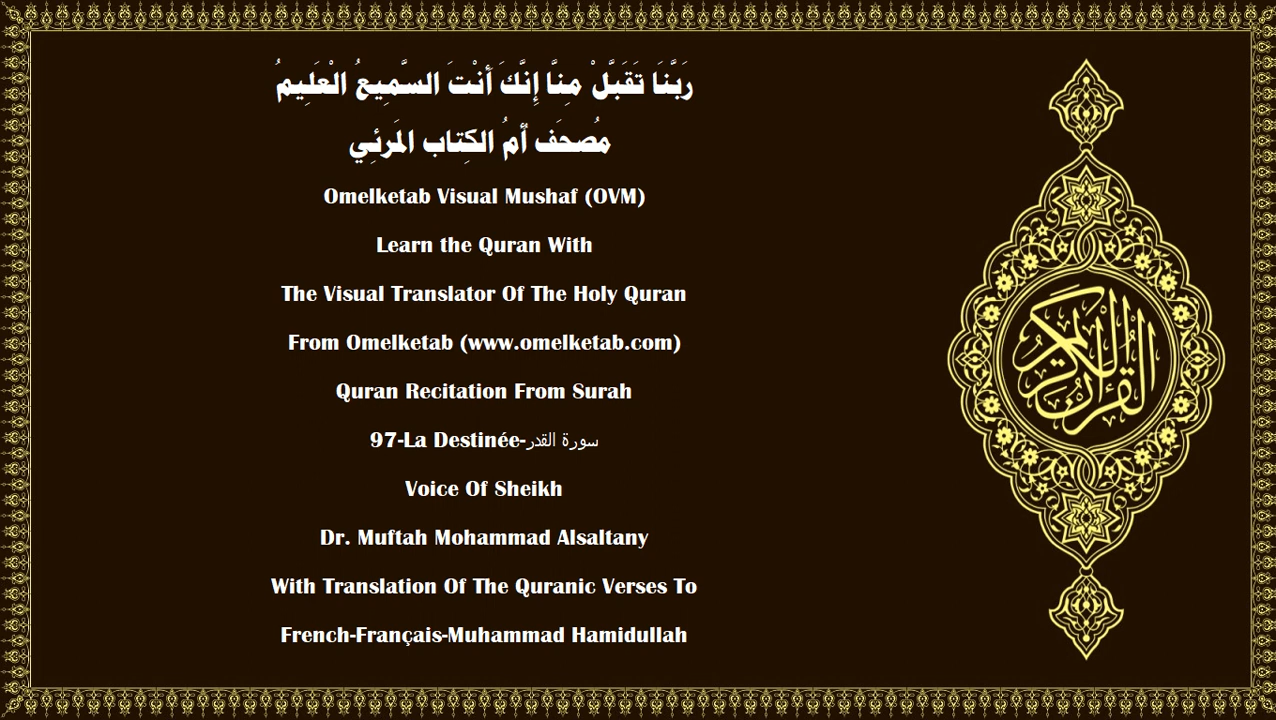 رَبَّنَا تَقَبَّلْ مِنَّا إِنَّكَ أَنْتَ السَّمِيعُ الْعَلِيمُ
مُصحَف أمُ الكِتاب المَرئِي
Omelketab Visual Mushaf (OVM)
Learn the Quran With
The Visual Translator Of The Holy Quran
From Omelketab (www.omelketab.com)
Quran Recitation From Surah
97-La Destinée-سورة القدر
Voice Of Sheikh
Dr. Muftah Mohammad Alsaltany
With Translation Of The Quranic Verses To
French-Français-Muhammad Hamidullah
القرآن الكريم